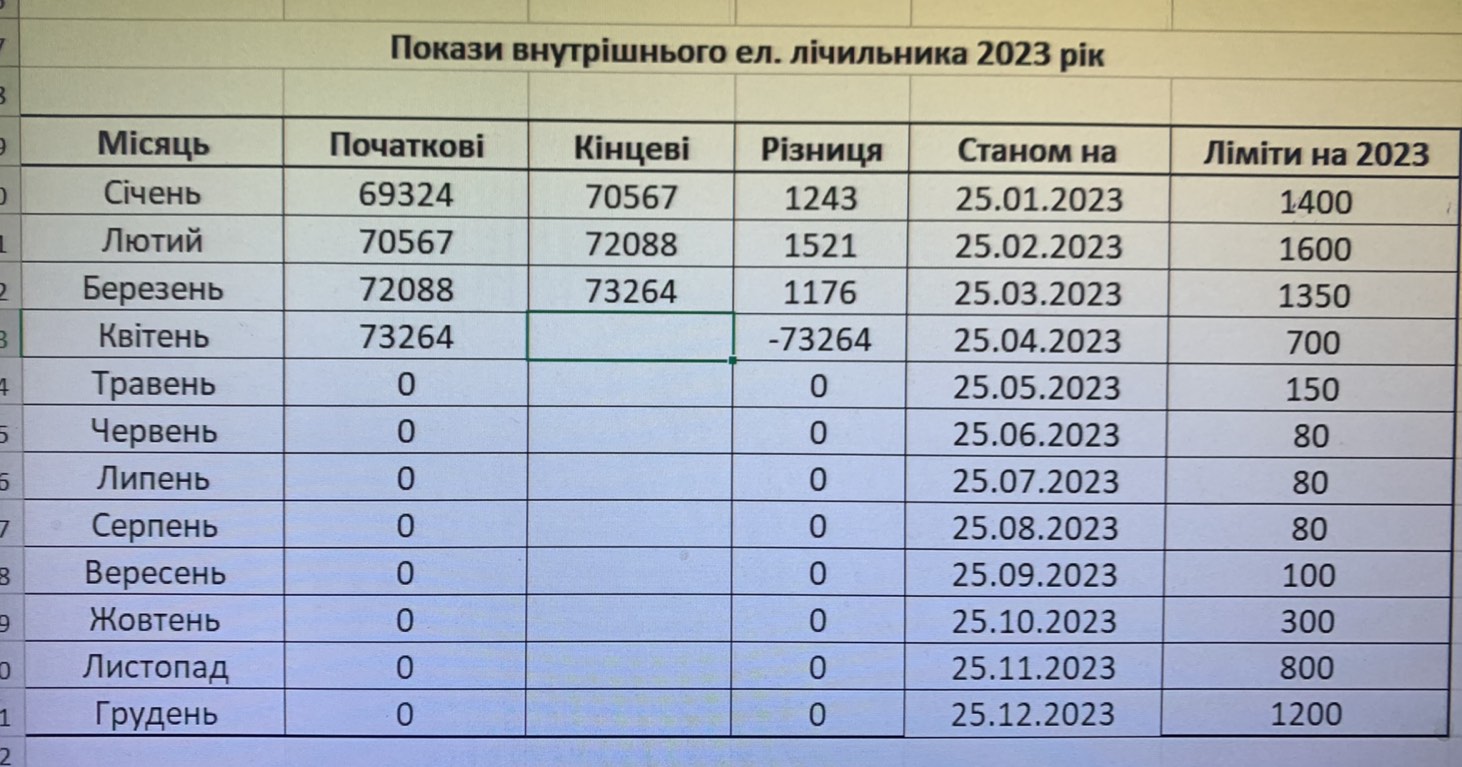 Покази внутрішнього ел. лічильника 2023 рік
Місяць Початкові Кінцеві Різниця Станом на Ліміти на 2023
Січень 69324 70567 1243 25.01.2023 1400
Лютий 70567 72088 1521 25.02.2023 1600
Березень 72088 73264 1176 25.03.2023 1350
Квітень 73264 -73264 25.04.2023 700
Травень 0 0 25.05.2023 150
Червень 0 0 25.06.2023 80
Липень 0 0 25.07.2023 80
Серпень 0 0 25.08.2023 80
Вересень 0 0 25.09.2023 100
Жовтень 0 0 25.10.2023 300
Листопад 0 0 25.11.2023 800
Грудень 0 0 25.12.2023 1200